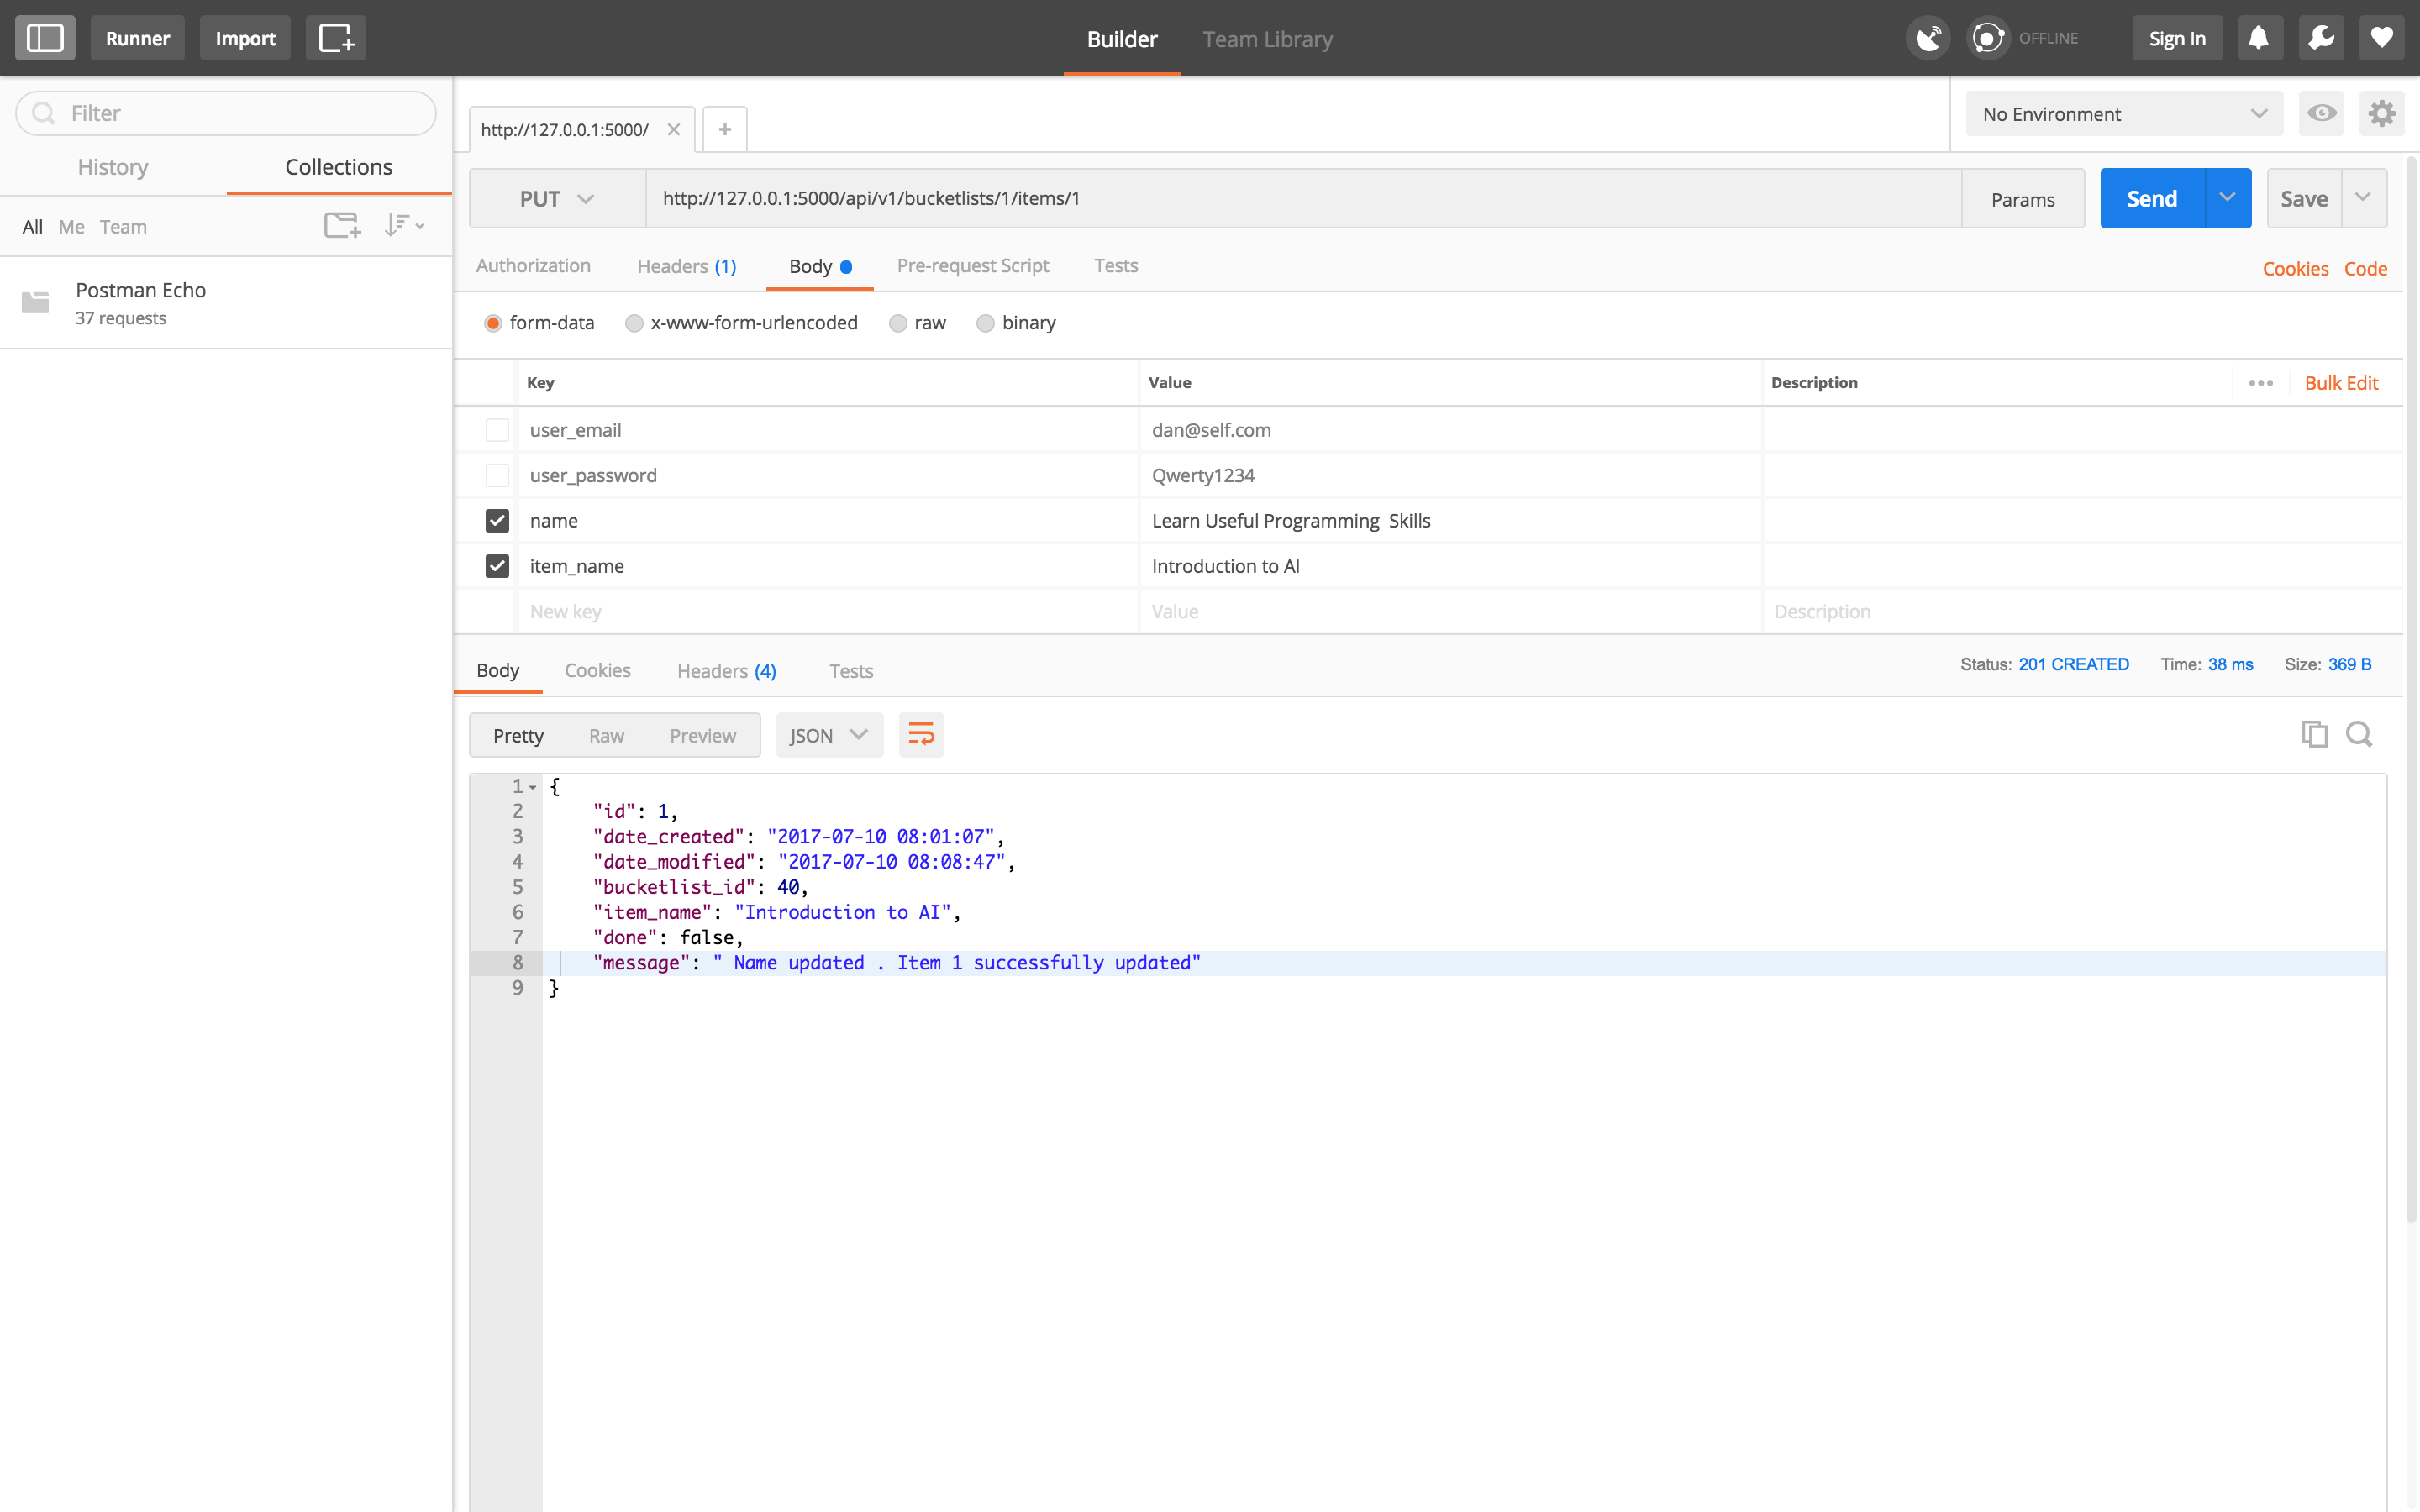 Runner Import Builder Team Library OFFLINE Sign In
Filter
http://127.0.0.1:5000/ No Environment
History Collections
PUT http://127.0.0.1:5000/api/v1/bucketlists/1/items/1 Params Send Save
All Me Team
Authorization Headers (1) Body Pre-request Script Tests Cookies Code
Postman Echo
37 requests
form-data x-www-form-urlencoded raw binary
Key Value Description Bulk Edit
user_email dan@self.com
user_password Qwerty1234
name Learn Useful Programming  Skills
item_name Introduction to AI
New key Value Description
Body Cookies Headers (4) Tests Status: 201 CREATED Time: 38 ms Size: 369 B
Pretty Raw Preview JSON
1 {
2 "id": 1,
3 "date_created": "2017-07-10 08:01:07",
4 "date_modified": "2017-07-10 08:08:47",
5 "bucketlist_id": 40,
6 "item_name": "Introduction to AI",
7 "done": false,
8 "message": " Name updated . Item 1 successfully updated"
9 }